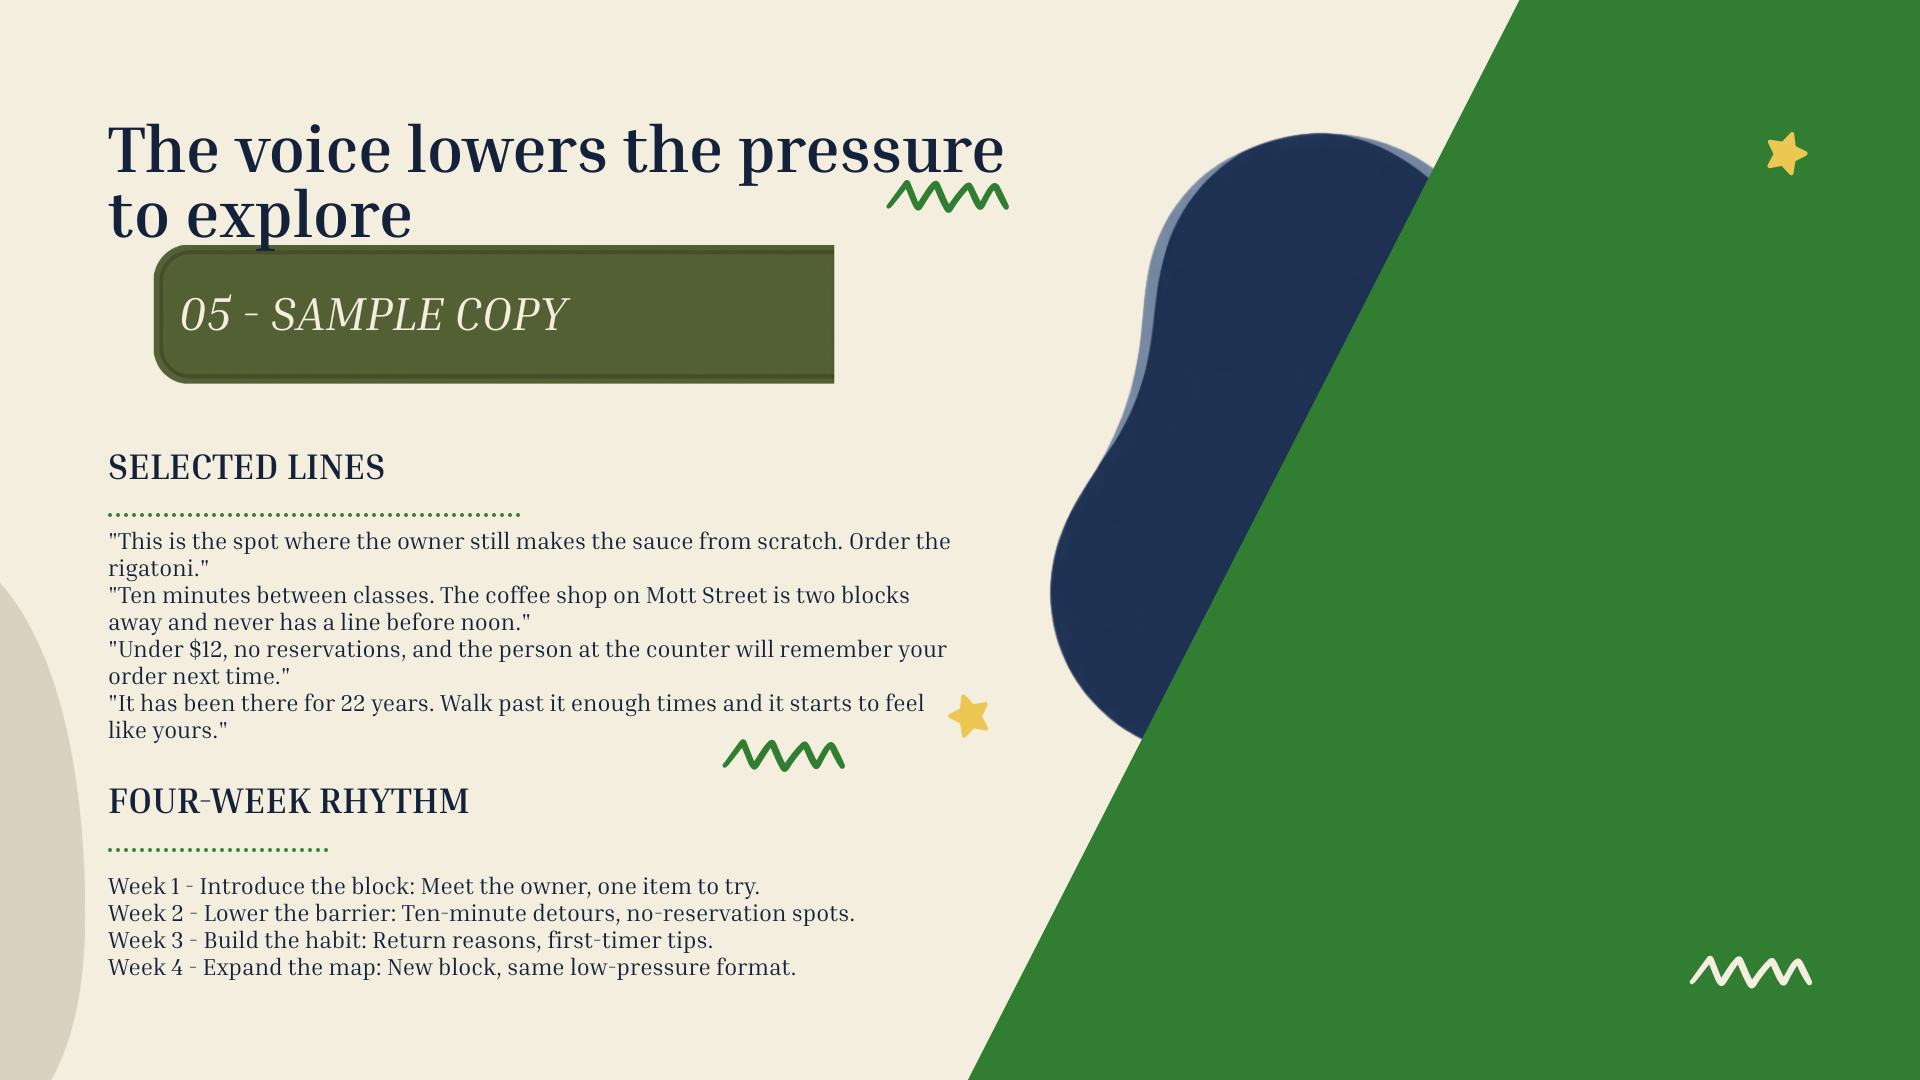 The voice lowers the pressure
to explore
05 - SAMPLE COPY
SELECTED LINES
"This is the spot where the owner still makes the sauce from scratch. Order the
rigatoni."
"Ten minutes between classes. The coffee shop on Mott Street is two blocks
away and never has a line before noon."
"Under $12, no reservations, and the person at the counter will remember your
order next time."
"It has been there for 22 years. Walk past it enough times and it starts to feel
like yours."
FOUR-WEEK RHYTHM
Week 1 - Introduce the block: Meet the owner, one item to try.
Week 2 - Lower the barrier: Ten-minute detours, no-reservation spots.
Week 3 - Build the habit: Return reasons, first-timer tips.
Week 4 - Expand the map: New block, same low-pressure format.